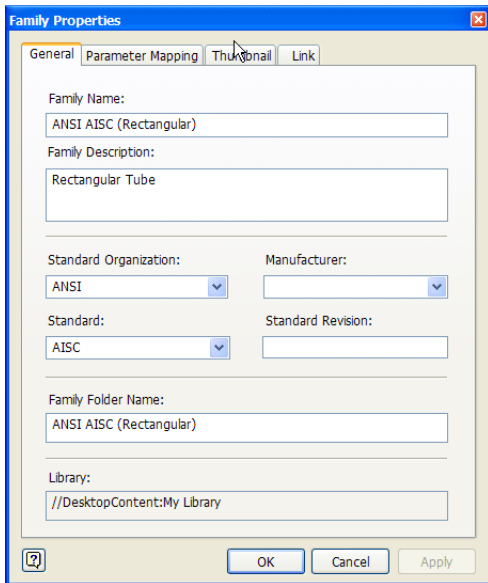 Family Properties
General Parameter Mapping Thumbnail Link
Family Name:
ANSI AISC (Rectangular)
Family Description:
Rectangular Tube
Standard Organization: Manufacturer:
ANSI
Standard: Standard Revision:
AISC
Family Folder Name:
ANSI AISC (Rectangular)
Library:
//DesktopContent:My Library
OK Cancel Apply